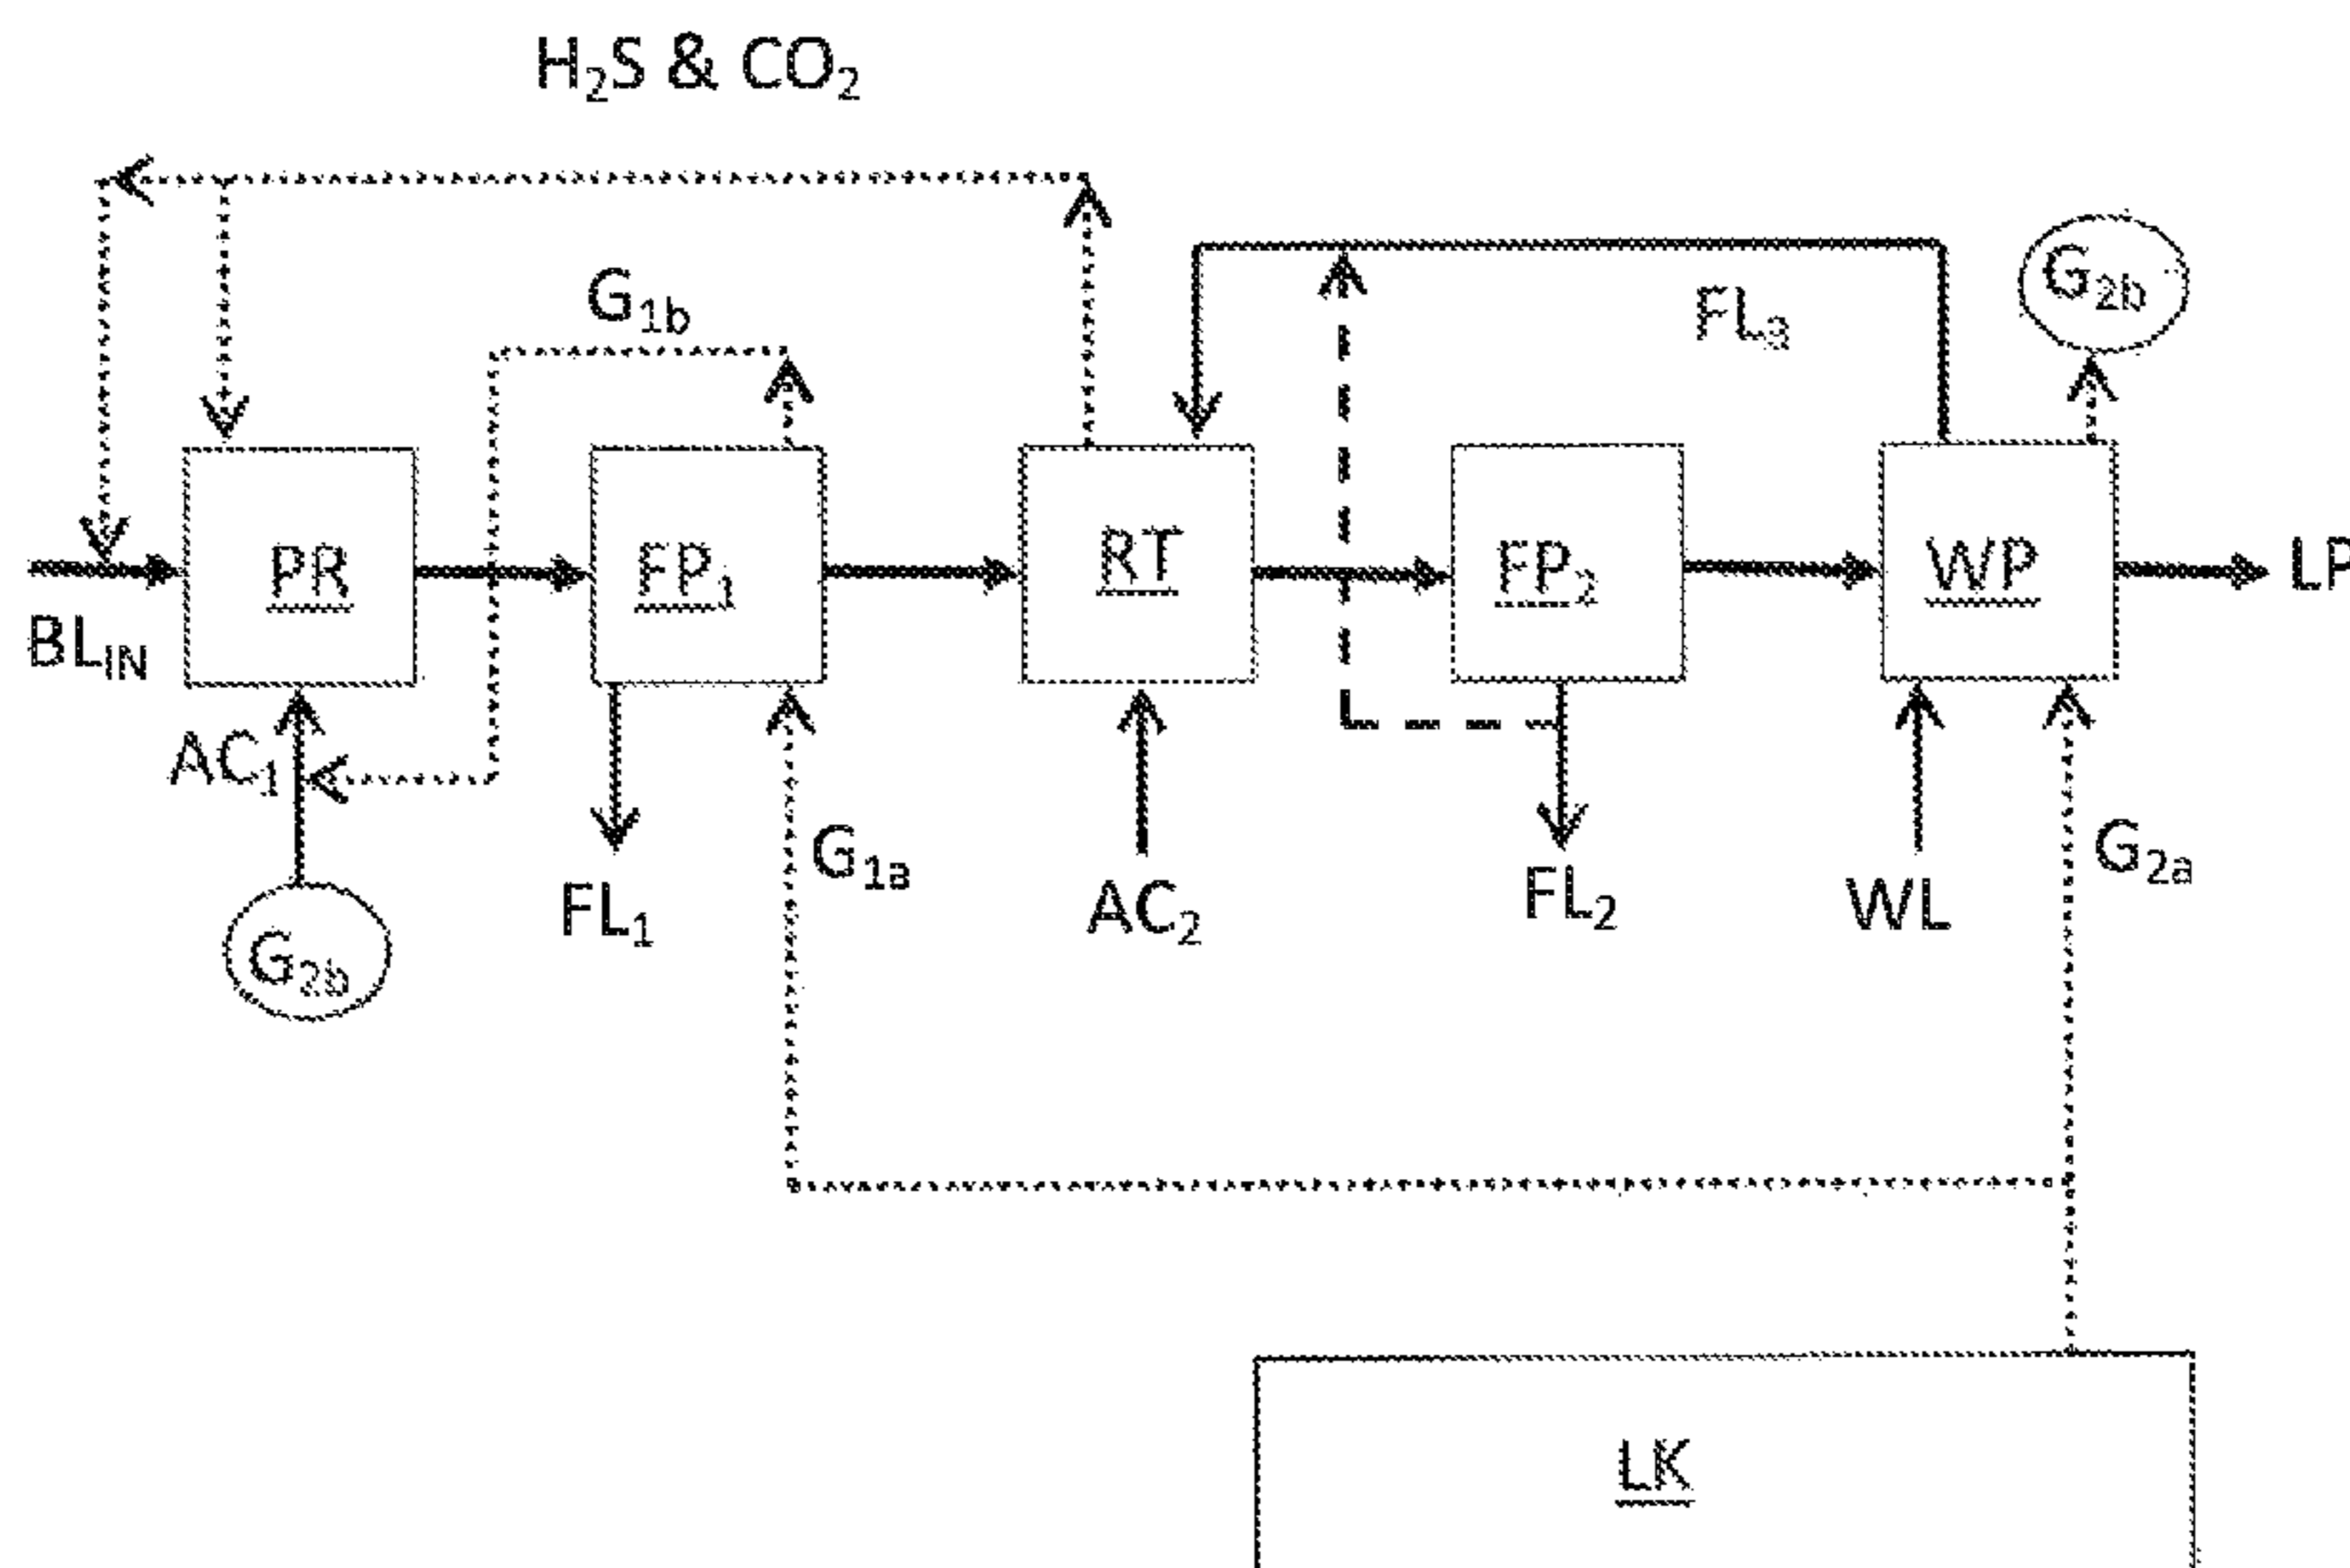 H₂S & CO₂
G₁b
FL₃
G₂b
BL_IN
PR
FP₁
RT
FP₂
WP
LP
AC₁
G₁a
G₂a
G₂b
FL₁
AC₂
FL₂
WL
LK